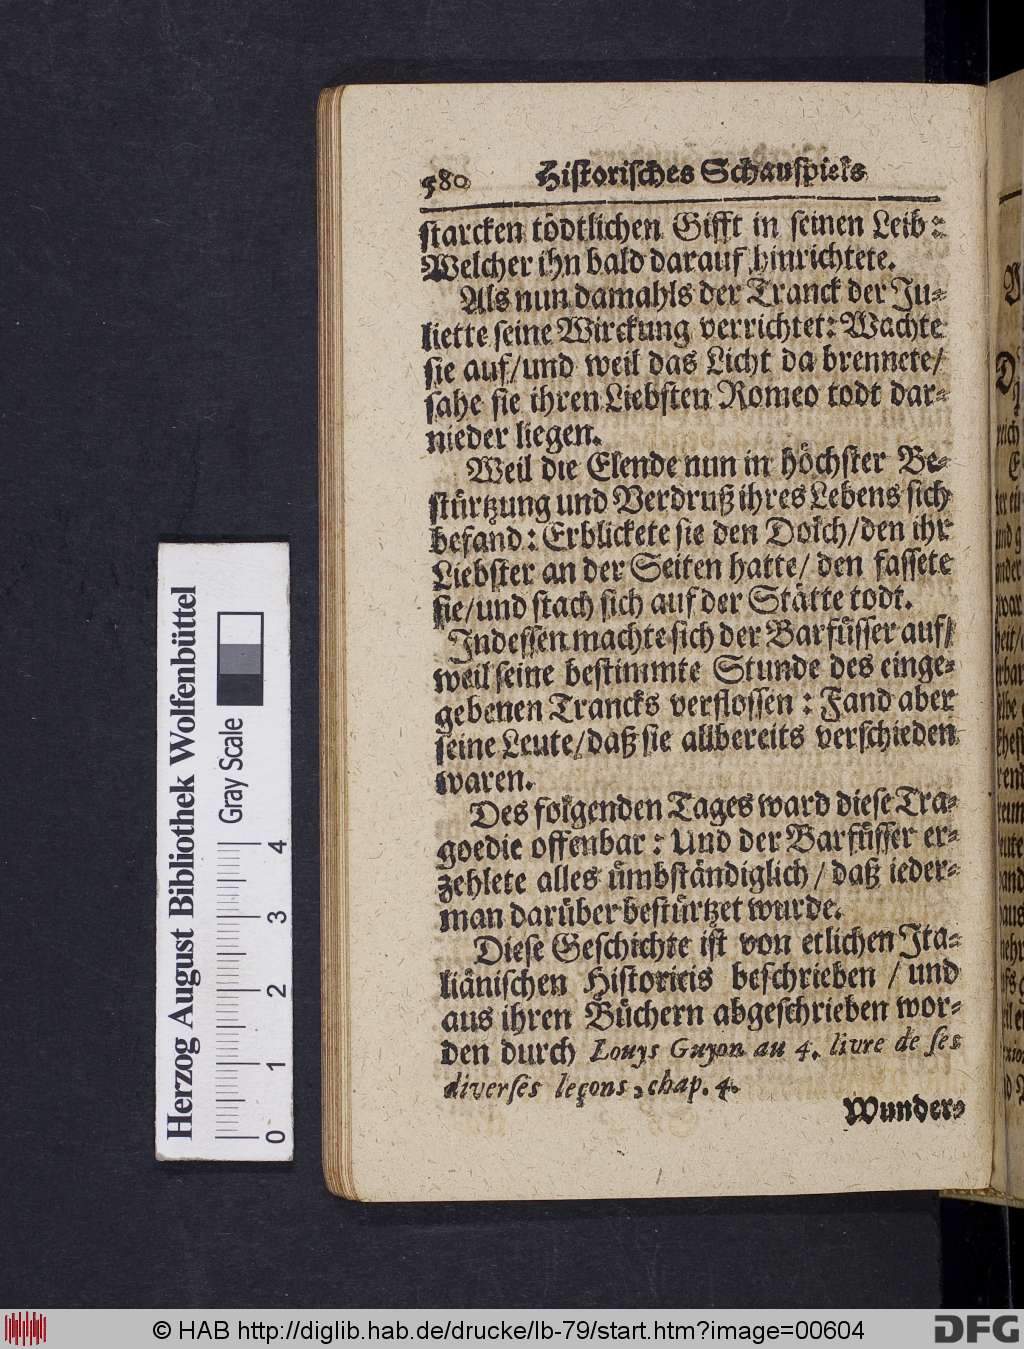 580 Historisches Schauspiels
starcken tödtlichen Gifft in seinen Leib:
Welcher ihn bald darauf hinrichtete.
Als nun damahls der Tranck der Ju-
liette seine Wirckung verrichtet: Wachte
sie auf/und weil das Licht da brennete/
sahe sie ihren Liebsten Romeo todt dar-
nieder liegen.
Weil die Elende nun in höchster Be-
stürtzung und Verdruß ihres Lebens sich
befand: Erblickete sie den Dolch/den ihr
Liebster an der Seiten hatte/ den fassete
sie/und stach sich auf der Stätte todt.
Indessen machte sich der Barfüsser auf/
weil seine bestimmte Stunde des einge-
gebenen Trancks verflossen: Fand aber
seine Leute/daß sie allbereits verschieden
waren.
Des folgenden Tages ward diese Tra-
goedie offenbar: Und der Barfüsser er-
zehlete alles ümbständiglich/ daß ieder-
man darüber bestürtzet wurde.
Diese Geschichte ist von etlichen Ita-
liänischen Historicis beschrieben / und
aus ihren Büchern abgeschrieben wor-
den durch Louys Guyon au 4. livre de ses
diverses leçons, chap. 4.
Wunder-
Herzog August Bibliothek Wolfenbüttel
Gray Scale
0 1 2 3 4
© HAB http://diglib.hab.de/drucke/lb-79/start.htm?image=00604
DFG